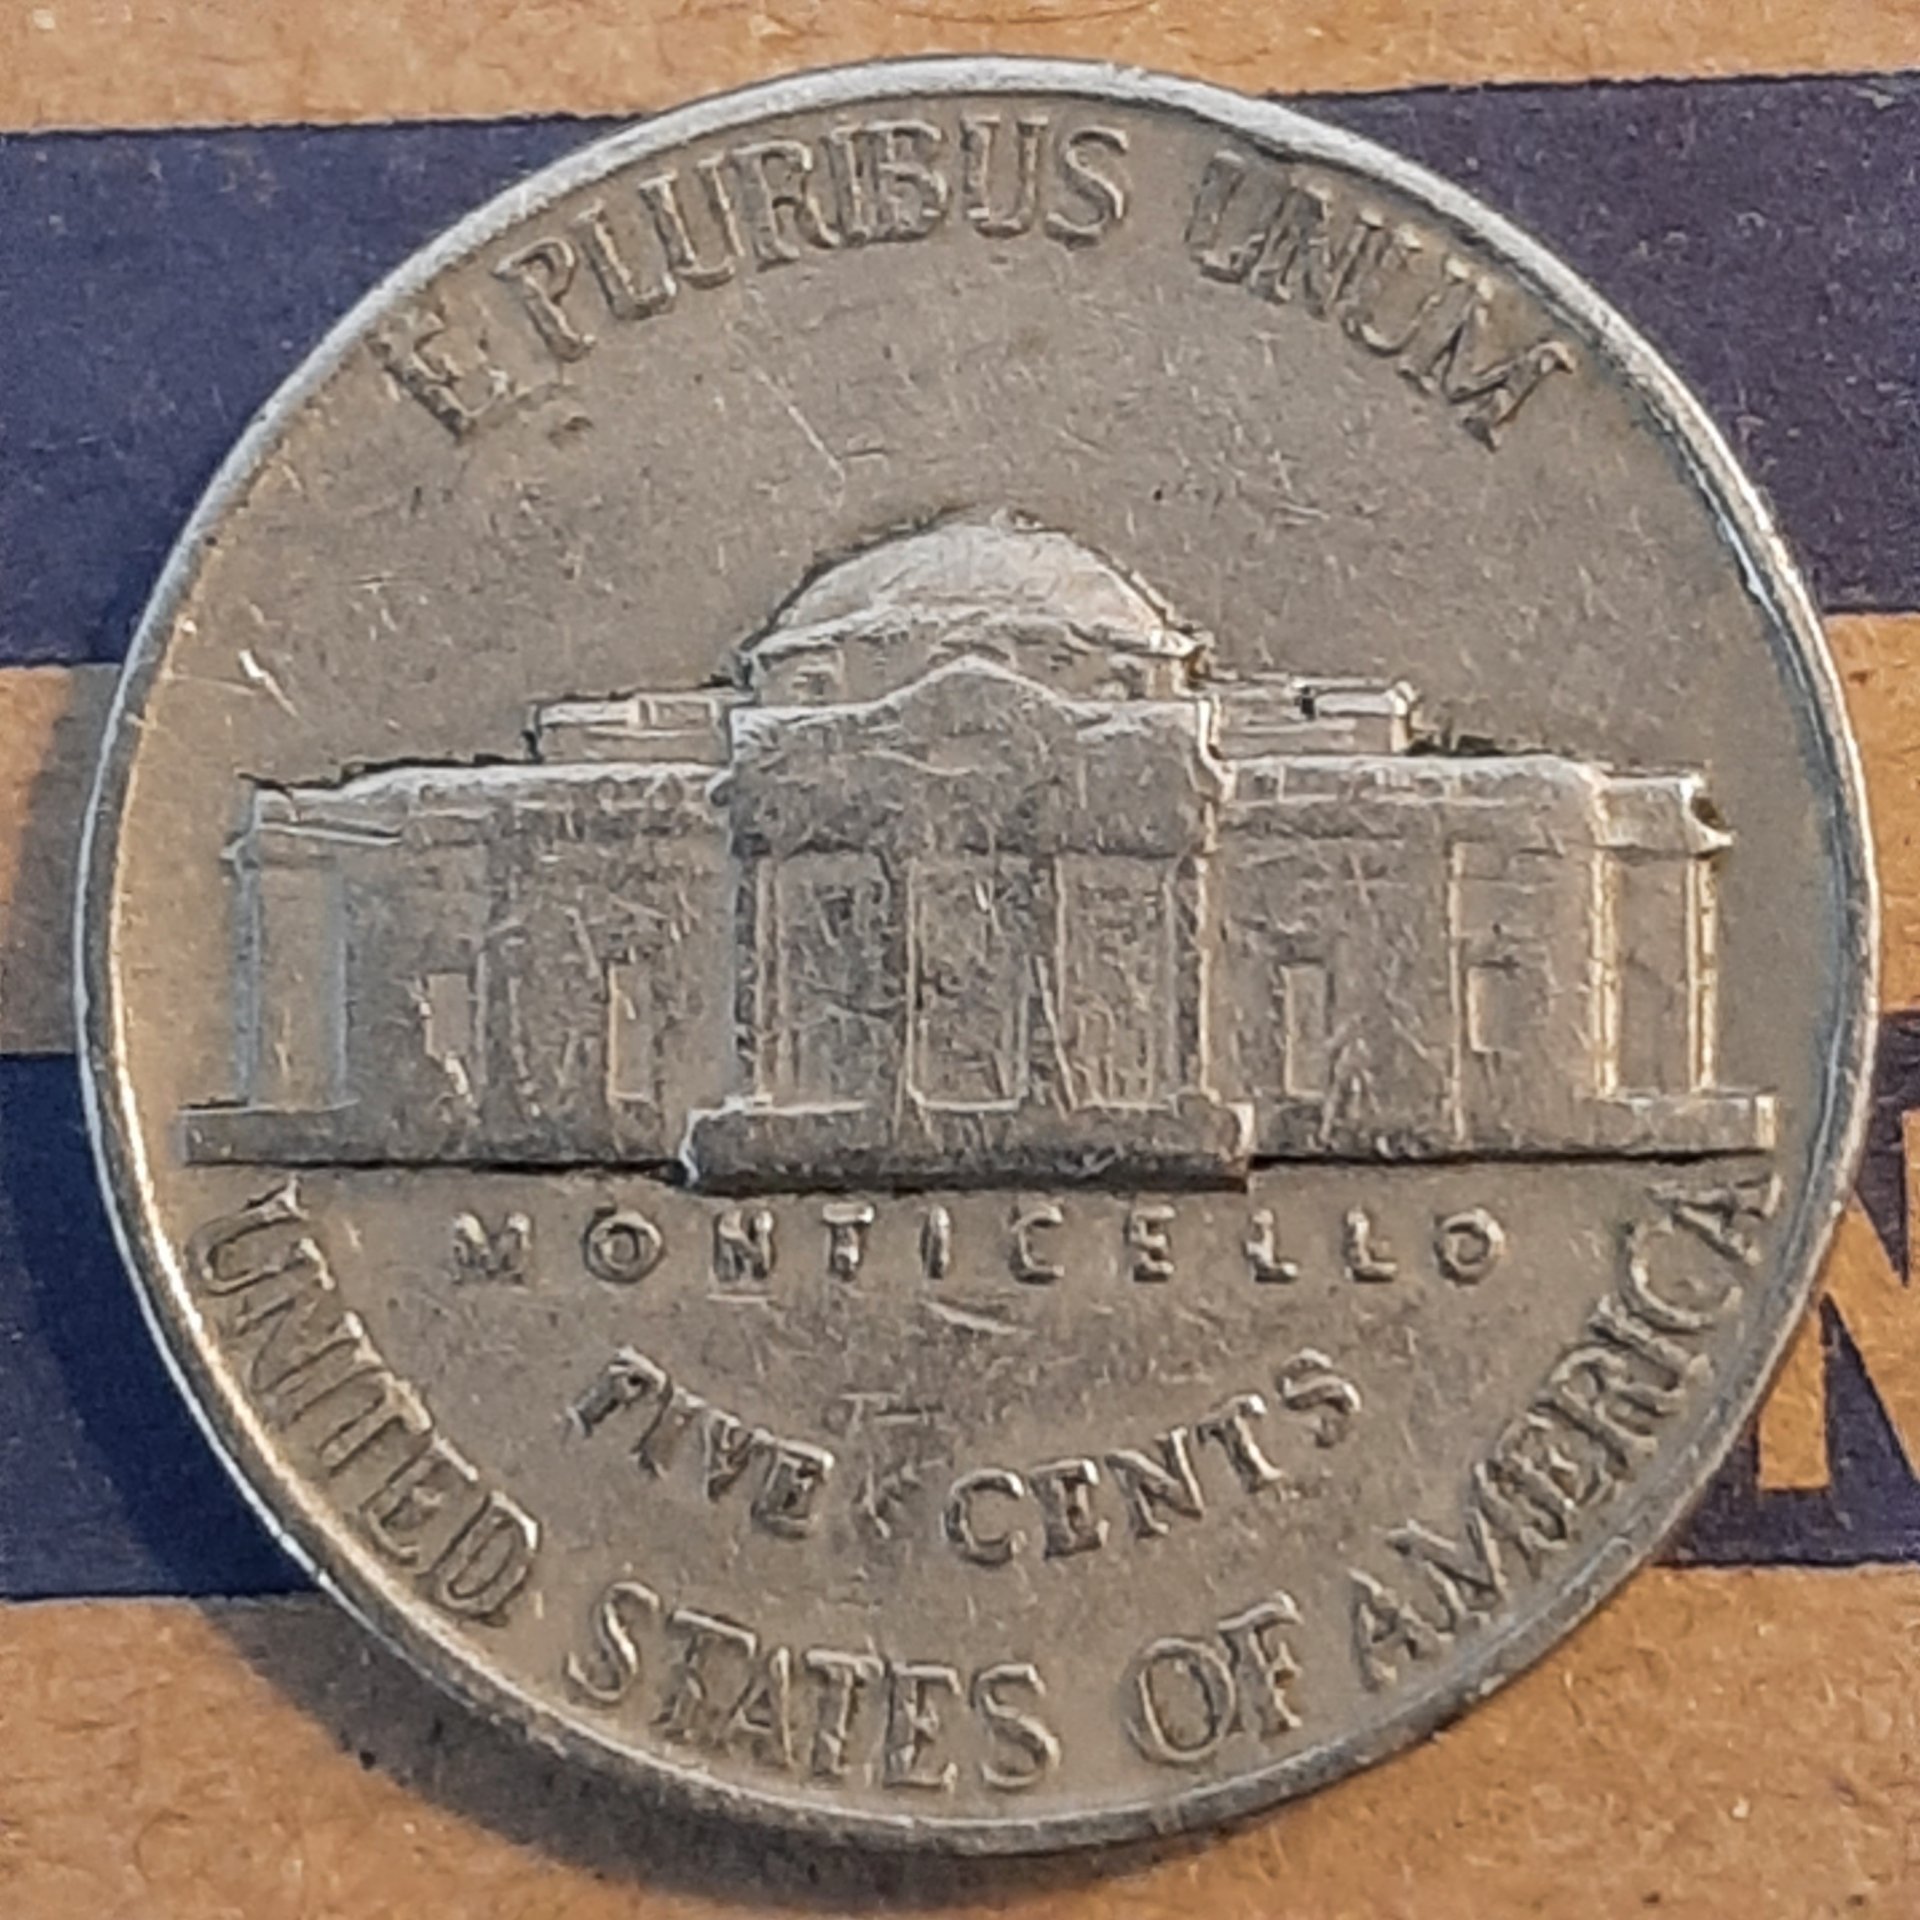 E PLURIBUS UNUM
MONTICELLO
FIVE CENTS
UNITED STATES OF AMERICA